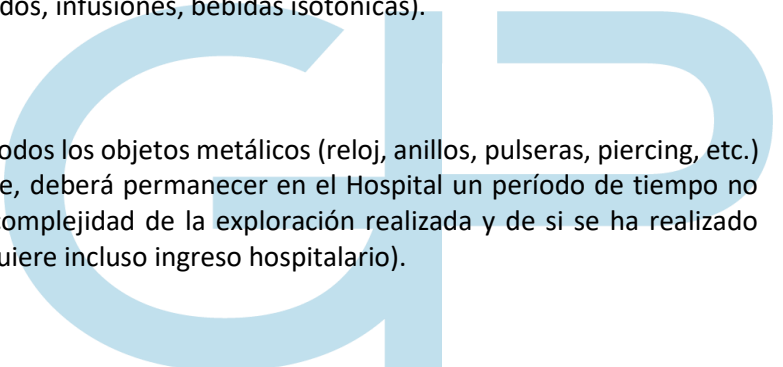 dos, infusiones, bebidas isotónicas).
odos los objetos metálicos (reloj, anillos, pulseras, piercing, etc.)
e, deberá permanecer en el Hospital un período de tiempo no
complejidad de la exploración realizada y de si se ha realizado
uiere incluso ingreso hospitalario).